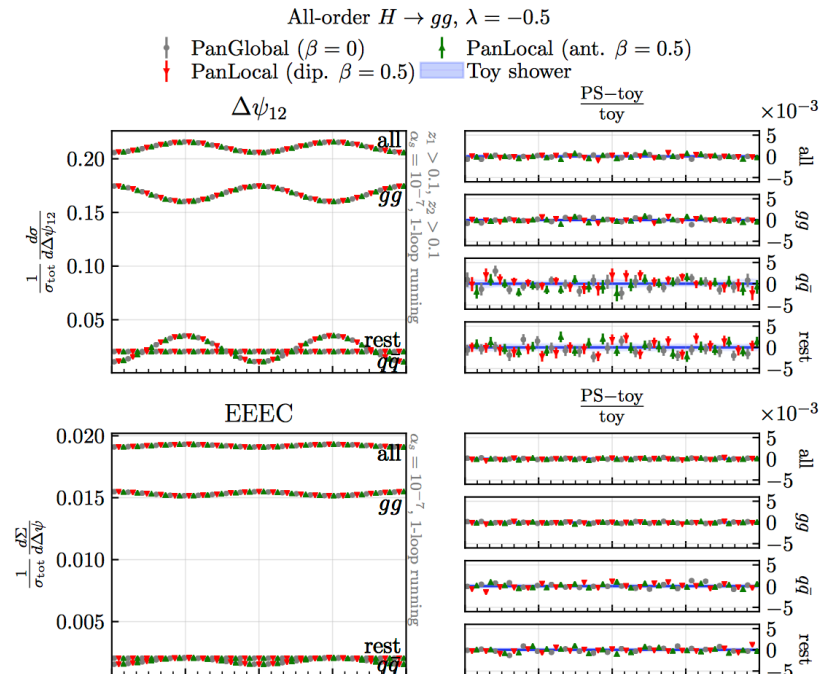 All-order H → gg, λ = −0.5
PanGlobal (β = 0)
PanLocal (ant. β = 0.5)
PanLocal (dip. β = 0.5)
Toy shower
Δψ₁₂
PS−toy
toy
×10⁻³
0.20
0.15
0.10
0.05
1/σ_tot dσ/dΔψ₁₂
all
gg
rest
qq̄
z₁ > 0.1, z₂ > 0.1
αₛ = 10⁻⁷, 1-loop running
5
0
−5
all
5
0
−5
gg
5
0
−5
qq̄
5
0
−5
rest
EEEC
PS−toy
toy
×10⁻³
0.020
0.015
0.010
0.005
1/σ_tot dΣ/dΔψ
all
gg
rest
qq̄
αₛ = 10⁻⁷, 1-loop running
5
0
−5
all
5
0
−5
gg
5
0
−5
qq̄
5
0
−5
rest